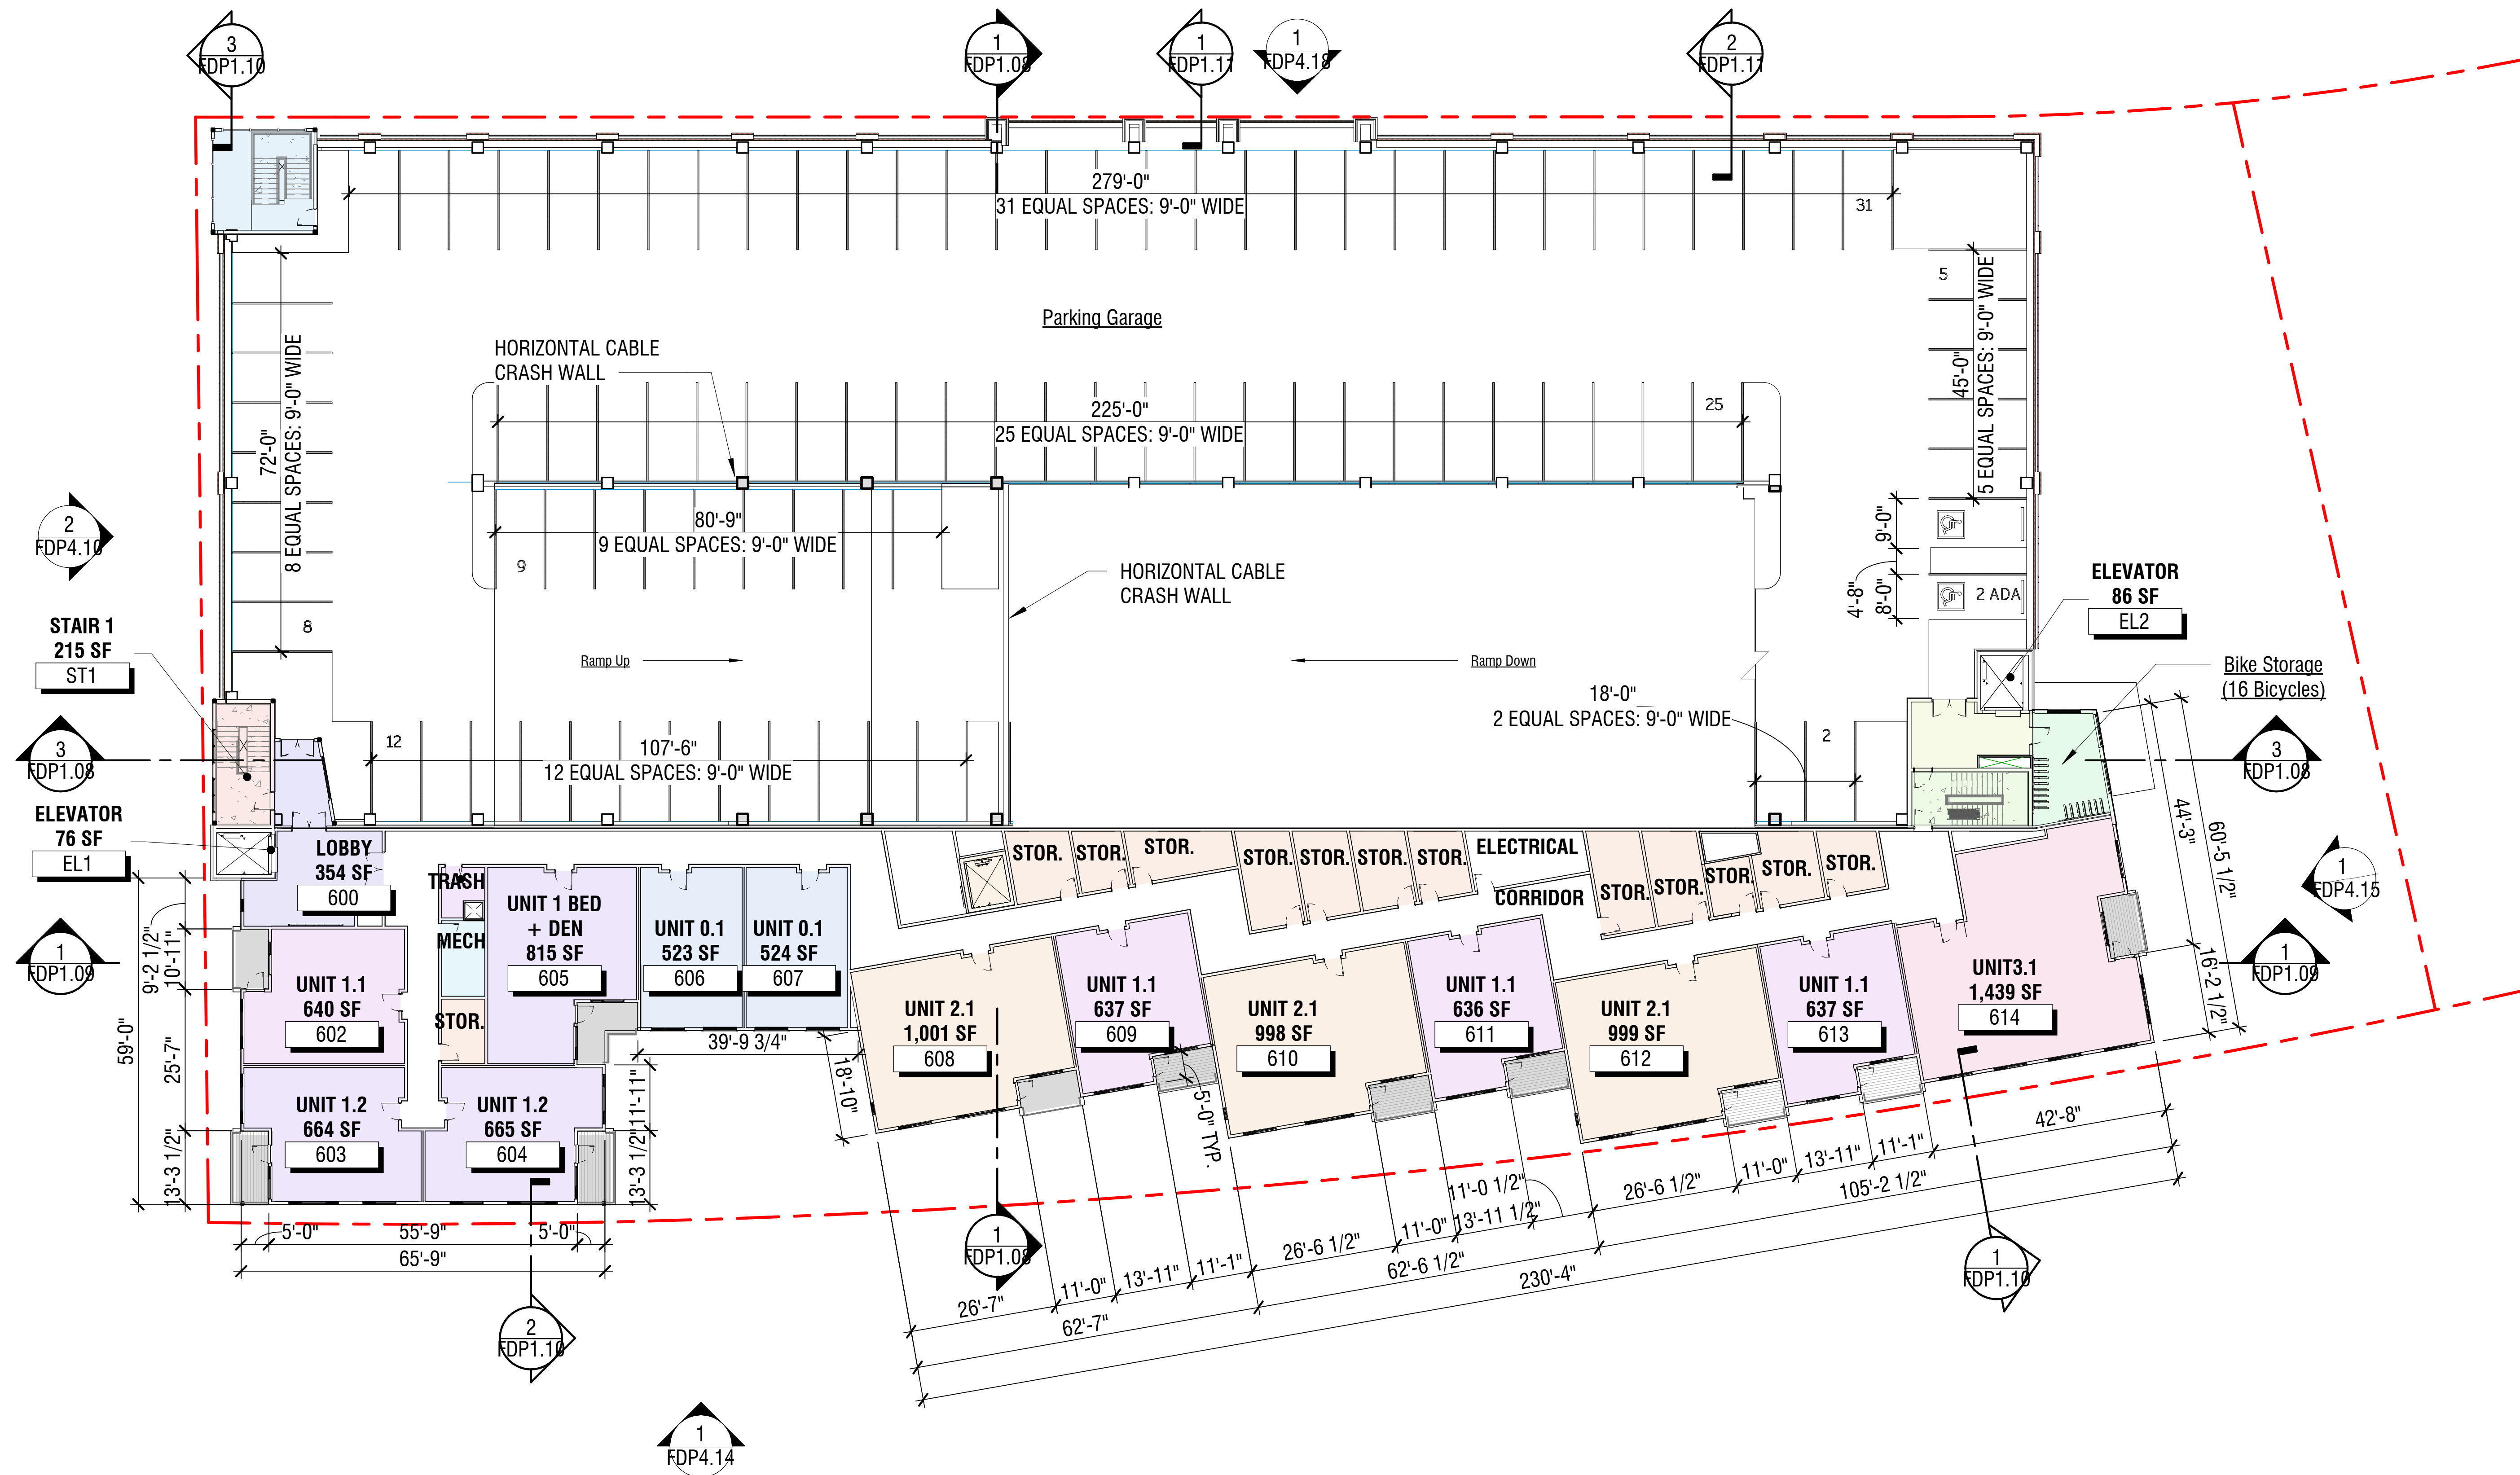 3
FDP1.10
1
FDP1.08
1
FDP1.11
1
FDP4.18
2
FDP1.11
279'-0"
31 EQUAL SPACES: 9'-0" WIDE
31
5
45'-0"
5 EQUAL SPACES: 9'-0" WIDE
Parking Garage
HORIZONTAL CABLE
CRASH WALL
72'-0"
8 EQUAL SPACES: 9'-0" WIDE
8
225'-0"
25 EQUAL SPACES: 9'-0" WIDE
25
80'-9"
9 EQUAL SPACES: 9'-0" WIDE
9
HORIZONTAL CABLE
CRASH WALL
9'-0"
4'-8"
8'-0"
2 ADA
2
FDP4.10
ELEVATOR
86 SF
EL2
STAIR 1
215 SF
ST1
Ramp Up
Ramp Down
Bike Storage
(16 Bicycles)
18'-0"
2 EQUAL SPACES: 9'-0" WIDE
2
12
107'-6"
12 EQUAL SPACES: 9'-0" WIDE
3
FDP1.08
3
FDP1.08
44'-3"
60'-5 1/2"
16'-2 1/2"
ELEVATOR
76 SF
EL1
LOBBY
354 SF
600
TRASH
MECH
STOR.
UNIT 1 BED
+ DEN
815 SF
605
UNIT 0.1
523 SF
606
UNIT 0.1
524 SF
607
STOR.
STOR.
STOR.
STOR.
STOR.
STOR.
STOR.
ELECTRICAL
CORRIDOR
STOR.
STOR.
STOR.
STOR.
STOR.
1
FDP4.15
1
FDP1.09
1
FDP1.09
9'-2 1/2"
10'-11"
59'-0"
25'-7"
13'-3 1/2"
UNIT 1.1
640 SF
602
UNIT 1.2
664 SF
603
UNIT 1.2
665 SF
604
UNIT 2.1
1,001 SF
608
UNIT 1.1
637 SF
609
UNIT 2.1
998 SF
610
UNIT 1.1
636 SF
611
UNIT 2.1
999 SF
612
UNIT 1.1
637 SF
613
UNIT3.1
1,439 SF
614
39'-9 3/4"
18'-10"
11'-11"
13'-3 1/2"
5'-0" TYP.
5'-0"
55'-9"
5'-0"
65'-9"
26'-7"
11'-0"
13'-11"
11'-1"
26'-6 1/2"
11'-0"
13'-11 1/2"
11'-0 1/2"
26'-6 1/2"
11'-0"
13'-11"
11'-1"
42'-8"
62'-7"
62'-6 1/2"
105'-2 1/2"
230'-4"
1
FDP1.08
1
FDP1.10
2
FDP1.10
1
FDP4.14